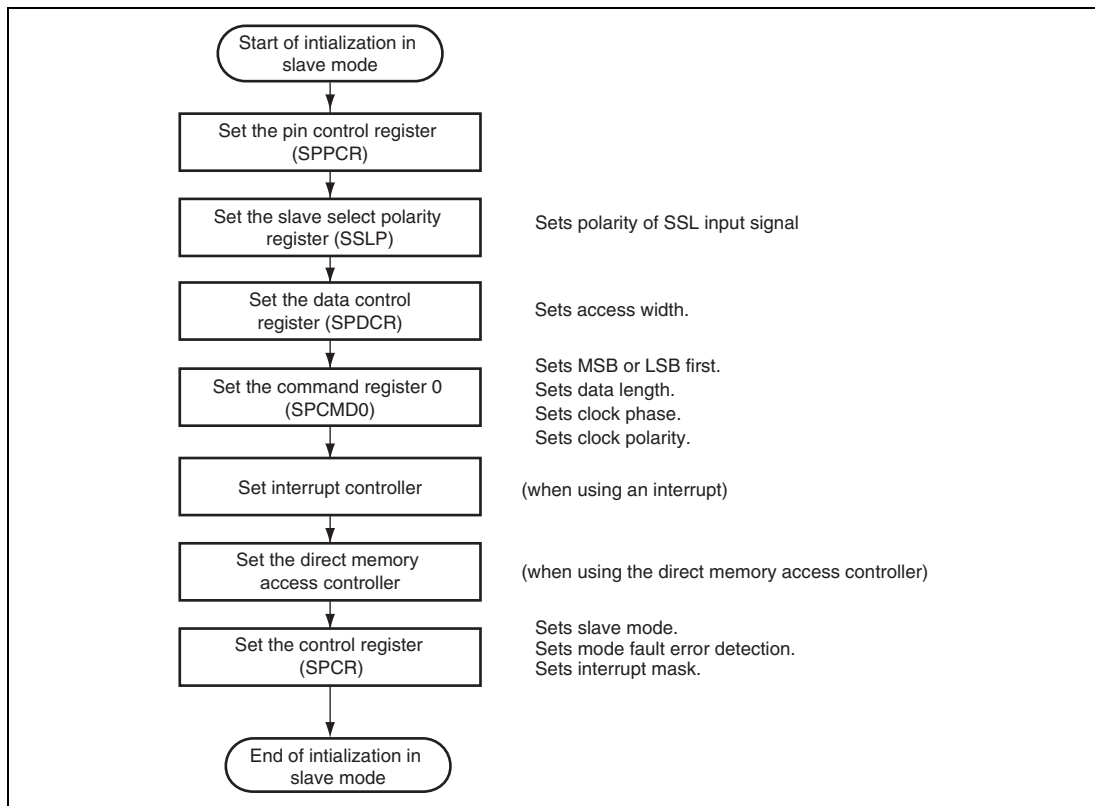 Start of intialization in
slave mode
Set the pin control register
(SPPCR)
Set the slave select polarity
register (SSLP)
Sets polarity of SSL input signal
Set the data control
register (SPDCR)
Sets access width.
Set the command register 0
(SPCMD0)
Sets MSB or LSB first.
Sets data length.
Sets clock phase.
Sets clock polarity.
Set interrupt controller
(when using an interrupt)
Set the direct memory
access controller
(when using the direct memory access controller)
Set the control register
(SPCR)
Sets slave mode.
Sets mode fault error detection.
Sets interrupt mask.
End of intialization in
slave mode